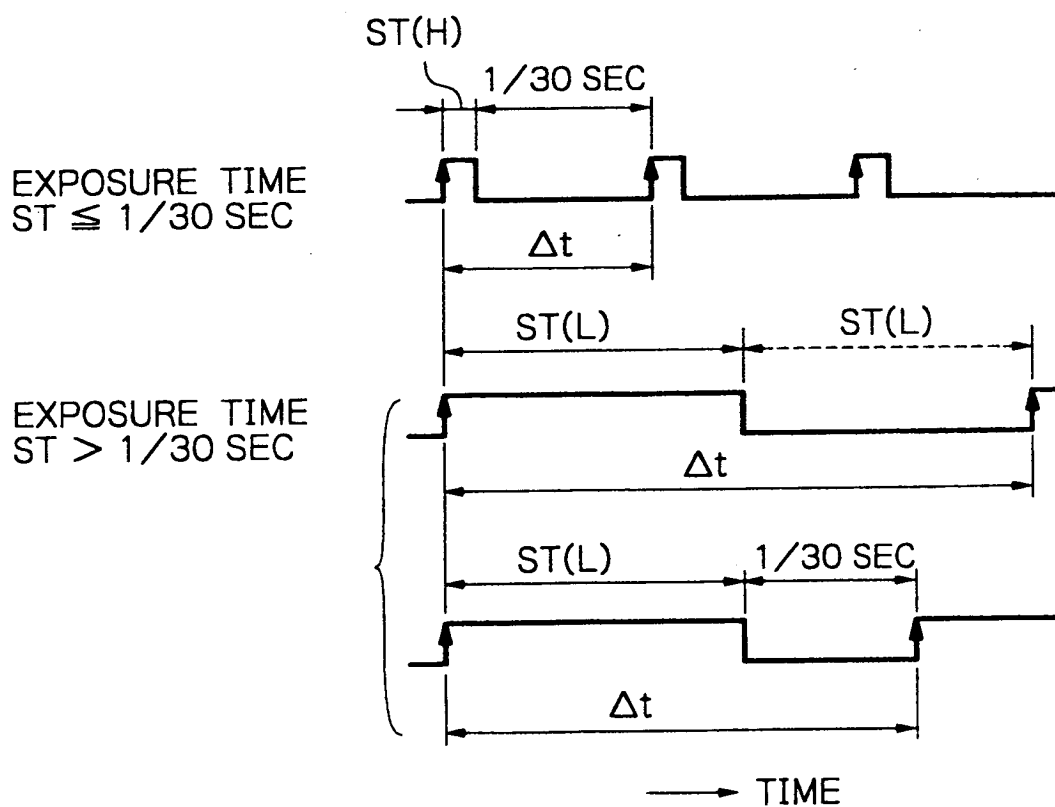 ST(H)
1/30 SEC
EXPOSURE TIME
ST ≦ 1/30 SEC
Δt
ST(L)
ST(L)
EXPOSURE TIME
ST > 1/30 SEC
Δt
ST(L)
1/30 SEC
Δt
TIME